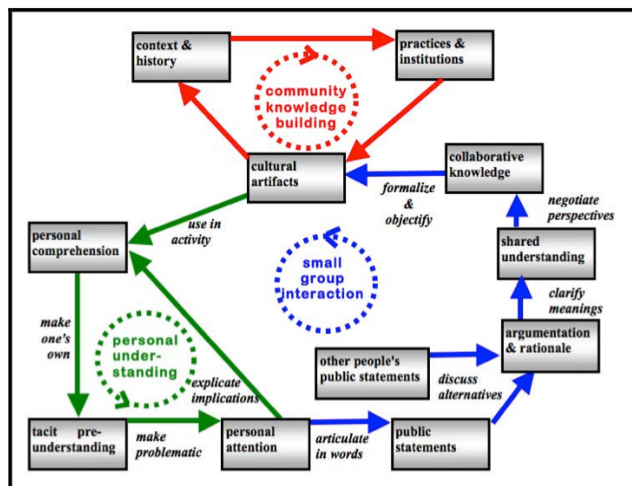 context &
history
practices &
institutions
community
knowledge
building
cultural
artifacts
collaborative
knowledge
formalize
&
objectify
negotiate
perspectives
use in
activity
personal
comprehension
small
group
interaction
shared
understanding
clarify
meanings
make
one's
own
personal
under-
standing
argumentation
& rationale
other people's
public statements
discuss
alternatives
explicate
implications
tacit pre-
understanding
make
problematic
personal
attention
articulate
in words
public
statements